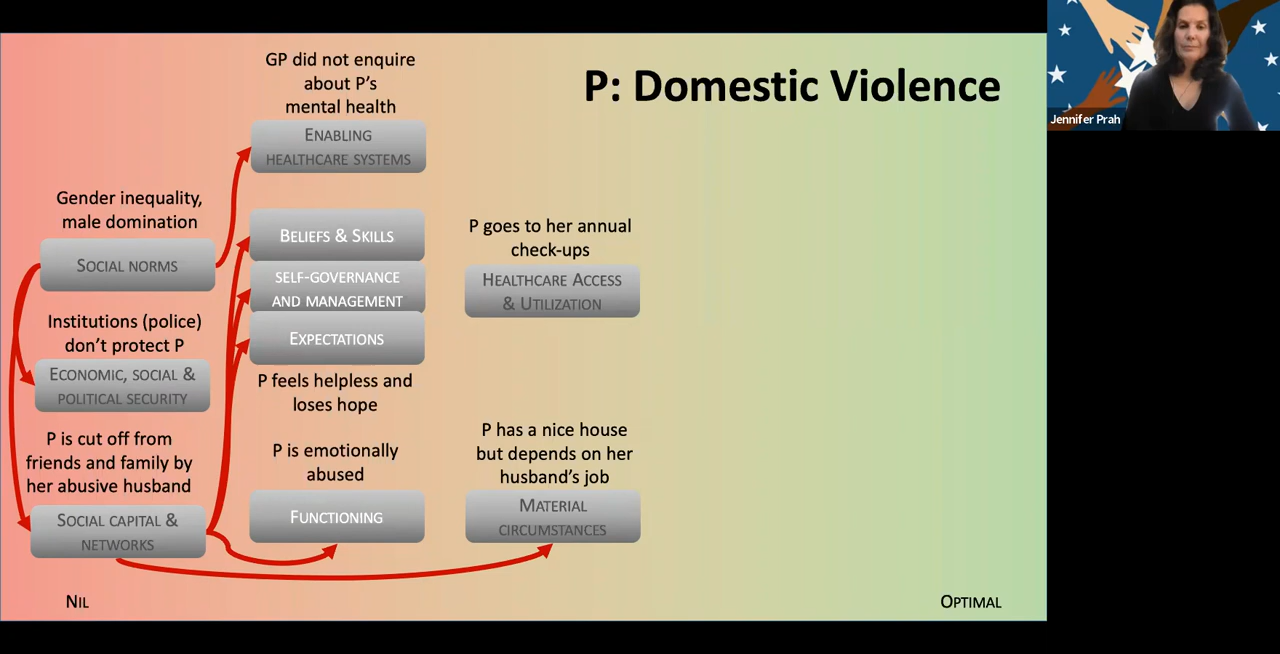 P: Domestic Violence
GP did not enquire
about P's
mental health
ENABLING
HEALTHCARE SYSTEMS
Gender inequality,
male domination
SOCIAL NORMS
BELIEFS & SKILLS
SELF-GOVERNANCE
AND MANAGEMENT
EXPECTATIONS
P feels helpless and
loses hope
P goes to her annual
check-ups
HEALTHCARE ACCESS
& UTILIZATION
Institutions (police)
don't protect P
ECONOMIC, SOCIAL &
POLITICAL SECURITY
P is cut off from
friends and family by
her abusive husband
SOCIAL CAPITAL &
NETWORKS
P is emotionally
abused
FUNCTIONING
P has a nice house
but depends on her
husband's job
MATERIAL
CIRCUMSTANCES
NIL
OPTIMAL
Jennifer Prah